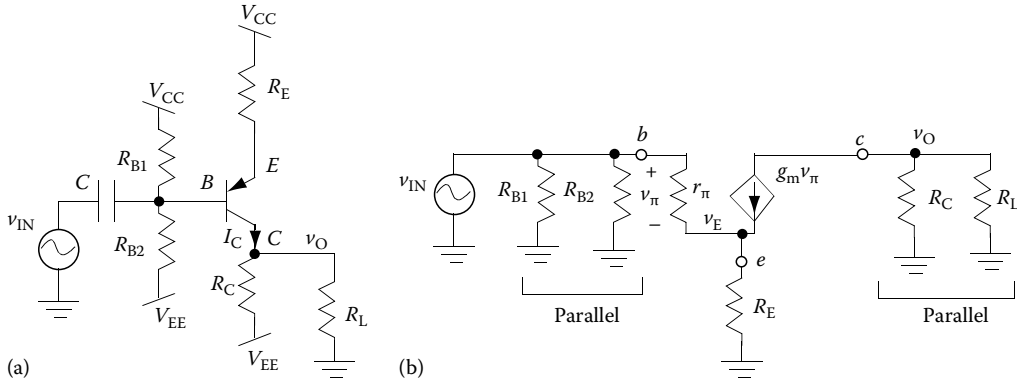 V_CC
R_E
V_CC
R_B1
E
C
B
v_IN
I_C
C
v_O
R_B2
R_C
R_L
V_EE
V_EE
(a)
b
c
v_O
+
g_m v_π
v_IN
R_B1
R_B2
v_π
r_π
R_C
R_L
−
v_E
e
R_E
Parallel
Parallel
(b)